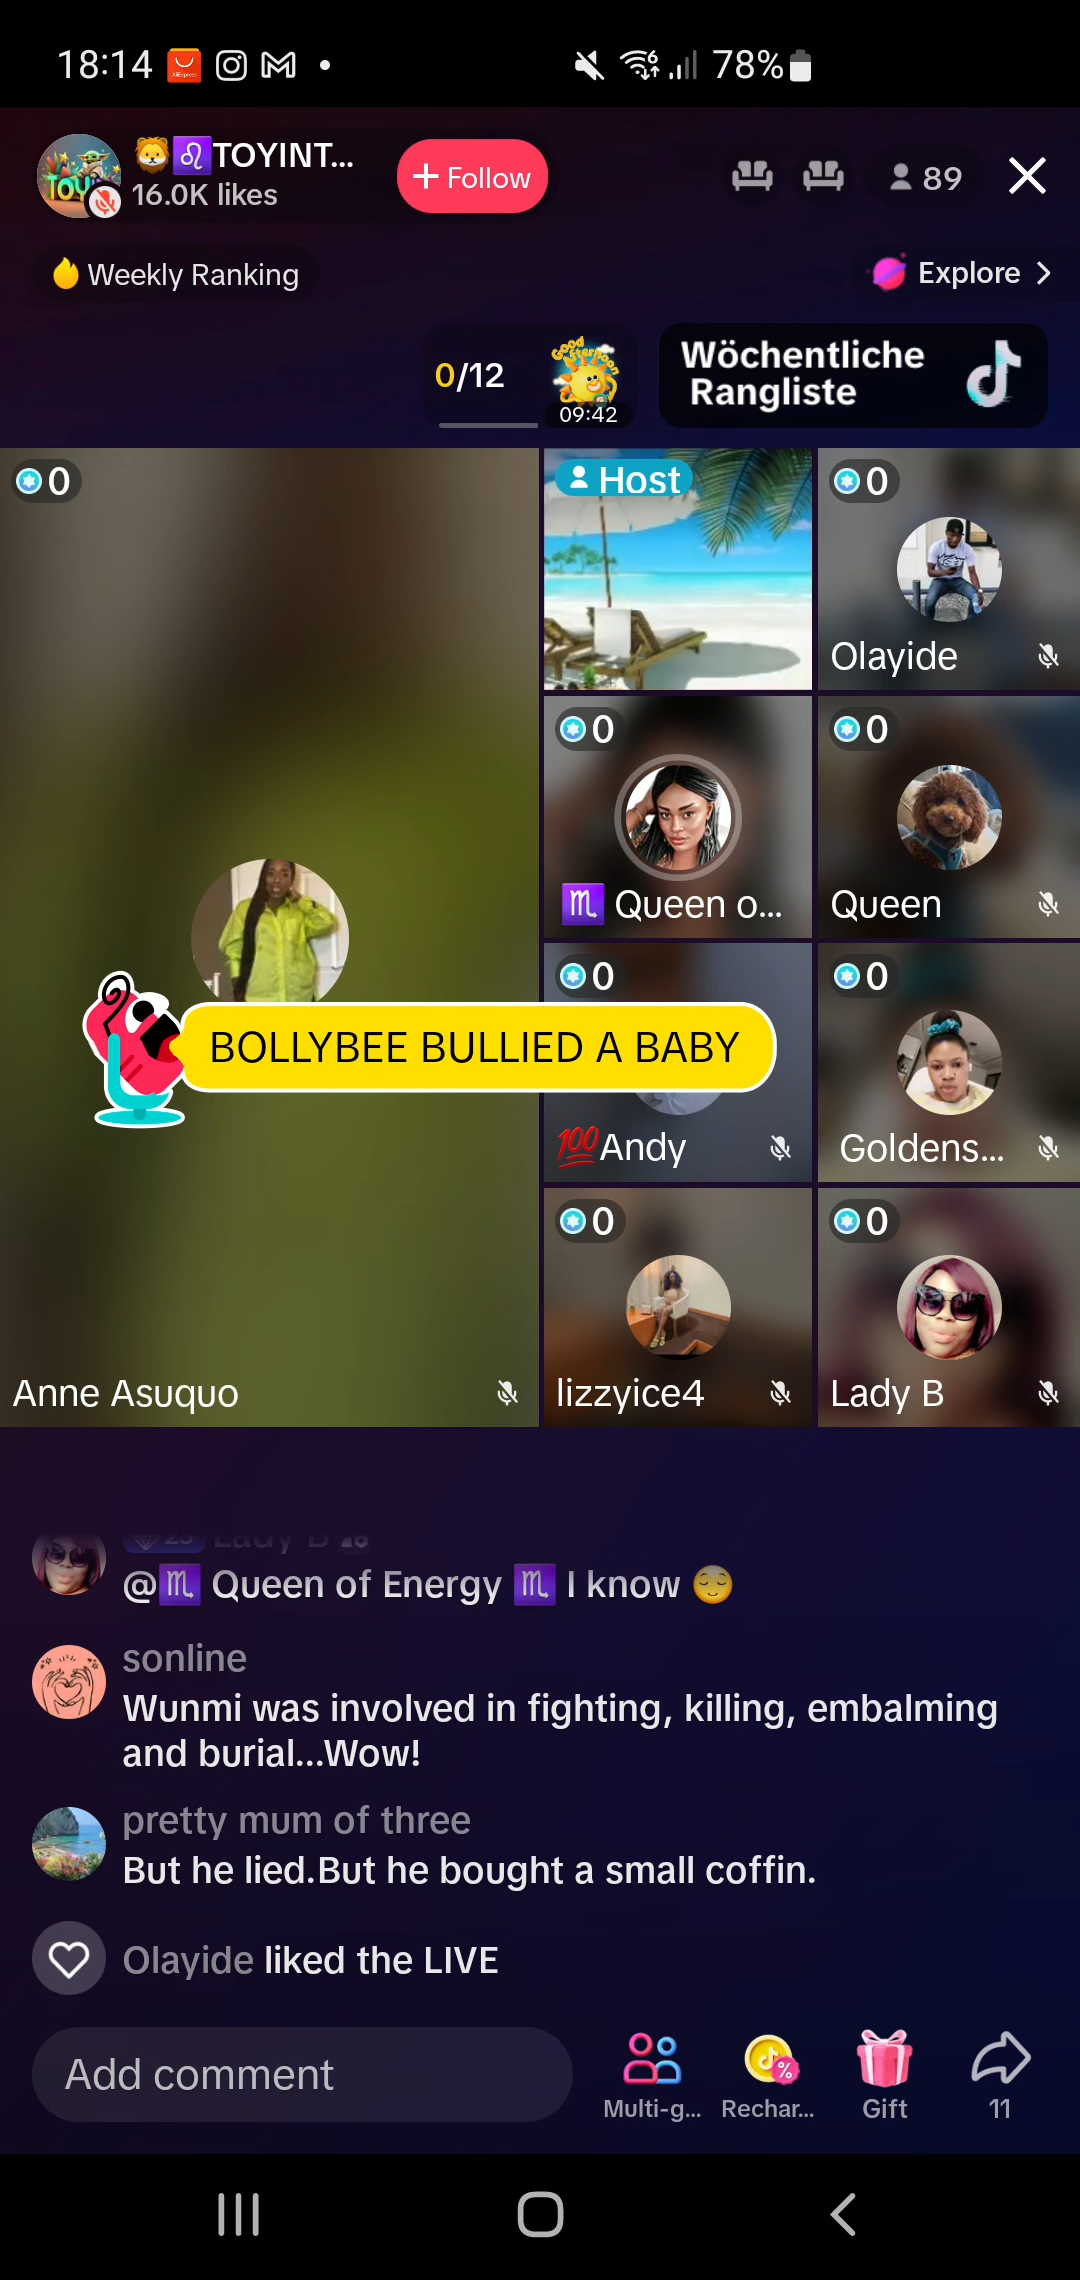 18:14
78%
🦁♌TOYINT...
16.0K likes
+ Follow
89
Weekly Ranking
Explore
0/12
Good Afternoon
09:42
Wöchentliche
Rangliste
0
Host
0
Olayide
0
♏ Queen o...
0
Queen
0
BOLLYBEE BULLIED A BABY
💯Andy
0
Goldens...
Anne Asuquo
0
lizzyice4
0
Lady B
25 Lady B
@♏ Queen of Energy ♏ I know 😌
sonline
Wunmi was involved in fighting, killing, embalming
and burial...Wow!
pretty mum of three
But he lied.But he bought a small coffin.
Olayide liked the LIVE
Add comment
Multi-g...
Rechar...
Gift
11